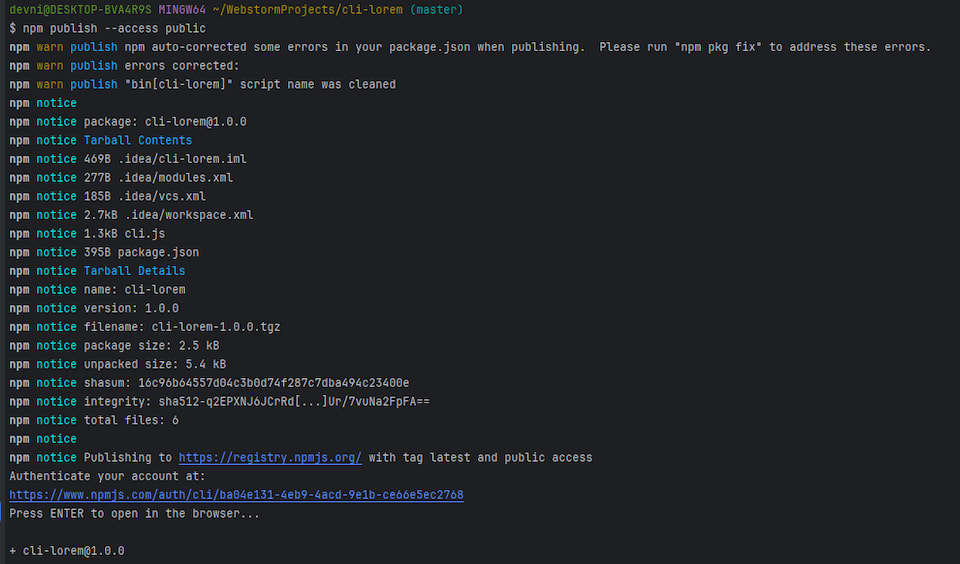 devni@DESKTOP-BVA4R9S MINGW64 ~/WebstormProjects/cli-lorem (master)
$ npm publish --access public
npm warn publish npm auto-corrected some errors in your package.json when publishing.  Please run "npm pkg fix" to address these errors.
npm warn publish errors corrected:
npm warn publish "bin[cli-lorem]" script name was cleaned
npm notice
npm notice package: cli-lorem@1.0.0
npm notice Tarball Contents
npm notice 469B .idea/cli-lorem.iml
npm notice 277B .idea/modules.xml
npm notice 185B .idea/vcs.xml
npm notice 2.7kB .idea/workspace.xml
npm notice 1.3kB cli.js
npm notice 395B package.json
npm notice Tarball Details
npm notice name: cli-lorem
npm notice version: 1.0.0
npm notice filename: cli-lorem-1.0.0.tgz
npm notice package size: 2.5 kB
npm notice unpacked size: 5.4 kB
npm notice shasum: 16c96b64557d04c3b0d74f287c7dba494c23400e
npm notice integrity: sha512-q2EPXNJ6JCrRd[...]Ur/7vuNa2FpFA==
npm notice total files: 6
npm notice
npm notice Publishing to https://registry.npmjs.org/ with tag latest and public access
Authenticate your account at:
https://www.npmjs.com/auth/cli/ba04e131-4eb9-4acd-9e1b-ce66e5ec2768
Press ENTER to open in the browser...
+ cli-lorem@1.0.0